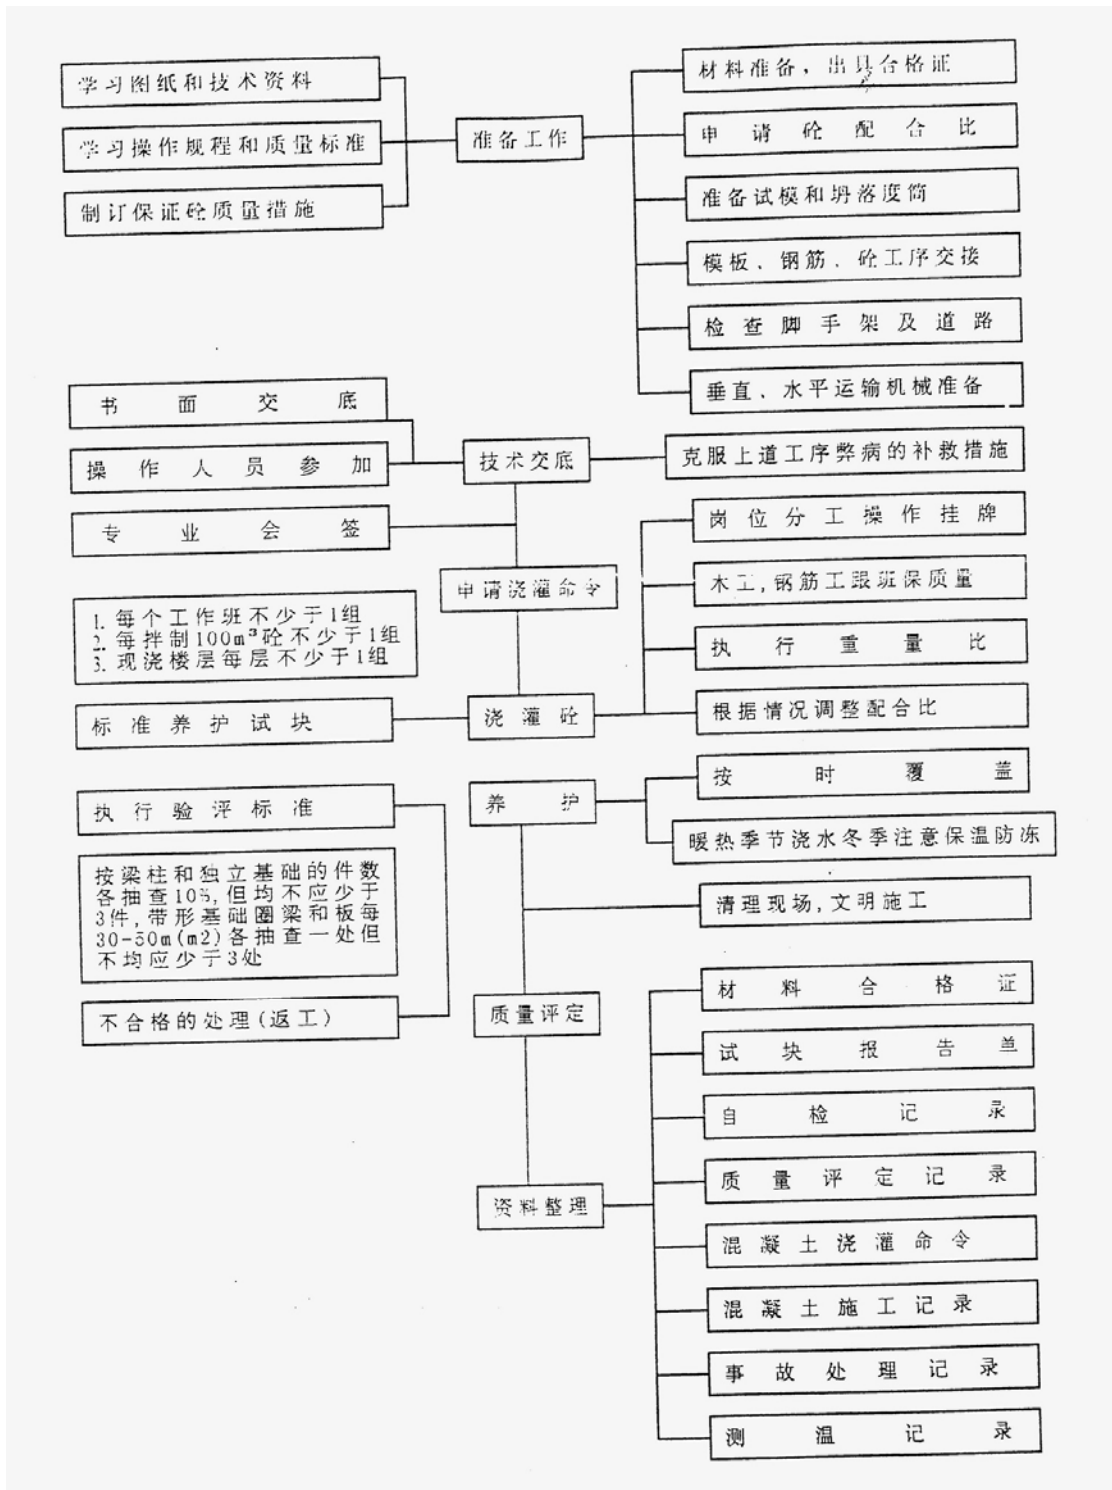 学习图纸和技术资料
学习操作规程和质量标准
制订保证砼质量措施
准备工作
材料准备，出具合格证
申请砼配合比
准备试模和坍落度筒
模板、钢筋、砼工序交接
检查脚手架及道路
垂直、水平运输机械准备
书面交底
操作人员参加
专业会签
技术交底
克服上道工序弊病的补救措施
申请浇灌命令
岗位分工操作挂牌
木工,钢筋工跟班保质量
执行重量比
根据情况调整配合比
1. 每个工作班不少于1组
2. 每拌制100m³砼不少于1组
3. 现浇楼层每层不少于1组
标准养护试块
浇灌砼
养护
按时覆盖
暖热季节浇水冬季注意保温防冻
清理现场,文明施工
执行验评标准
按梁柱和独立基础的件数
各抽查10%,但均不应少于
3件,带形基础圈梁和板每
30-50m(m2)各抽查一处但
不均应少于3处
不合格的处理(返工)
质量评定
资料整理
材料合格证
试块报告单
自检记录
质量评定记录
混凝土浇灌命令
混凝土施工记录
事故处理记录
测温记录